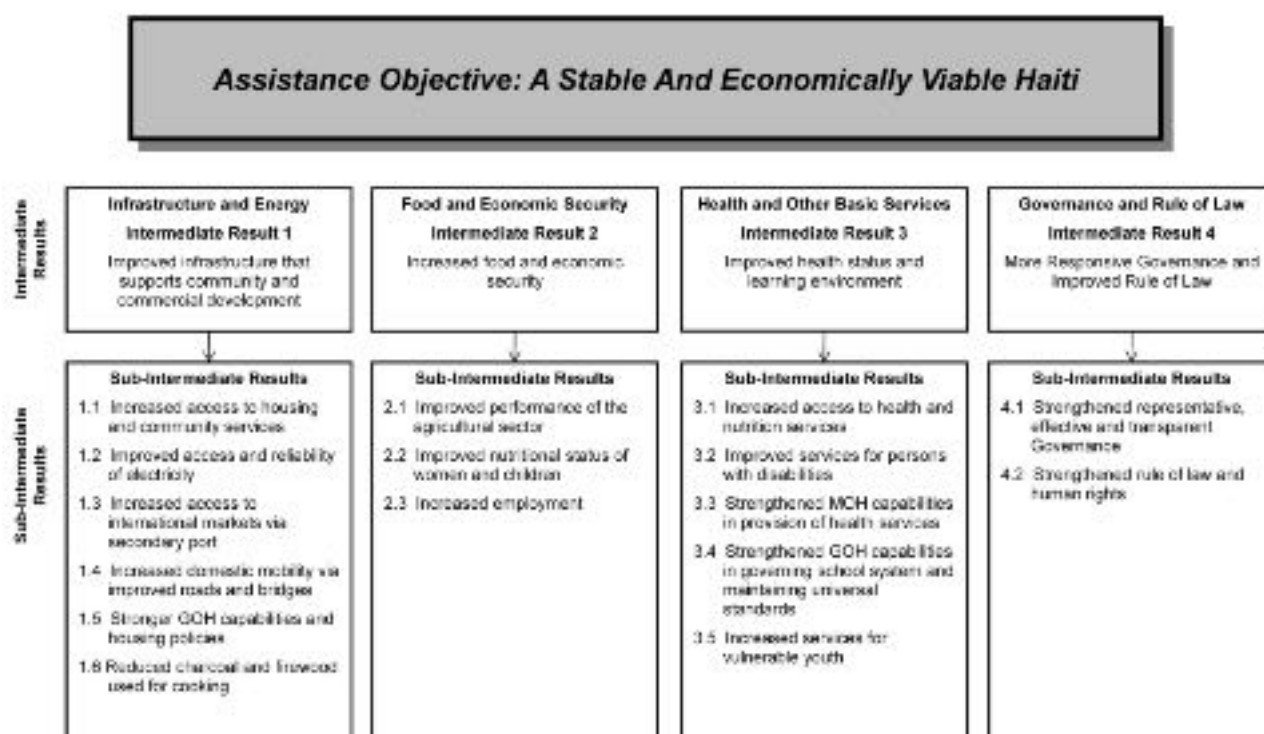 Assistance Objective: A Stable And Economically Viable Haiti
Intermediate
Results
Infrastructure and Energy
Intermediate Result 1
Improved infrastructure that
supports community and
commercial development
Food and Economic Security
Intermediate Result 2
Increased food and economic
security
Health and Other Basic Services
Intermediate Result 3
Improved health status and
learning environment
Governance and Rule of Law
Intermediate Result 4
More Responsive Governance and
Improved Rule of Law
Sub-Intermediate
Results
Sub-Intermediate Results
1.1 Increased access to housing
and community services
1.2 Improved access and reliability
of electricity
1.3 Increased access to
international markets via
secondary port
1.4 Increased domestic mobility via
improved roads and bridges
1.5 Stronger GOH capabilities and
housing policies
1.6 Reduced charcoal and firewood
used for cooking
Sub-Intermediate Results
2.1 Improved performance of the
agricultural sector
2.2 Improved nutritional status of
women and children
2.3 Increased employment
Sub-Intermediate Results
3.1 Increased access to health and
nutrition services
3.2 Improved services for persons
with disabilities
3.3 Strengthened MOH capabilities
in provision of health services
3.4 Strengthened GOH capabilities
in governing school system and
maintaining universal
standards
3.5 Increased services for
vulnerable youth
Sub-Intermediate Results
4.1 Strengthened representative,
effective and transparent
Governance
4.2 Strengthened rule of law and
human rights